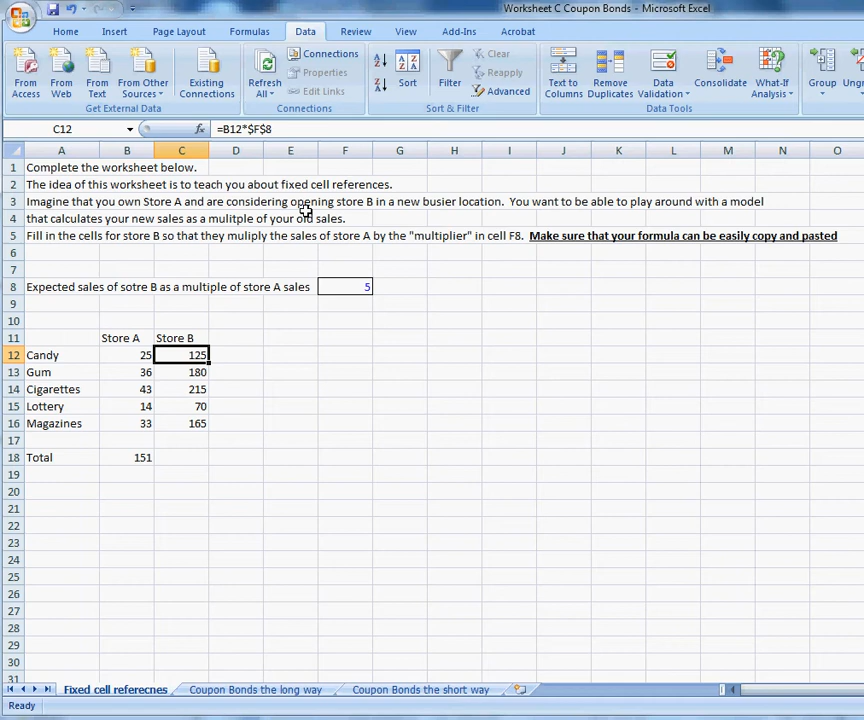 Worksheet C Coupon Bonds - Microsoft Excel
Home Insert Page Layout Formulas Data Review View Add-Ins Acrobat
From Access From Web From Text From Other Sources Existing Connections Refresh All Connections Properties Edit Links Sort Filter Clear Reapply Advanced Text to Columns Remove Duplicates Data Validation Consolidate What-If Analysis Group
Get External Data Connections Sort & Filter Data Tools
C12 fx =B12*$F$8
A B C D E F G H I J K L M N O
1 Complete the worksheet below.
2 The idea of this worksheet is to teach you about fixed cell references.
3 Imagine that you own Store A and are considering opening store B in a new busier location. You want to be able to play around with a model
4 that calculates your new sales as a mulitple of your old sales.
5 Fill in the cells for store B so that they muliply the sales of store A by the "multiplier" in cell F8. Make sure that your formula can be easily copy and pasted
6
7
8 Expected sales of sotre B as a multiple of store A sales 5
9
10
11 Store A Store B
12 Candy 25 125
13 Gum 36 180
14 Cigarettes 43 215
15 Lottery 14 70
16 Magazines 33 165
17
18 Total 151
19
20
21
22
23
24
25
26
27
28
29
30
31
Fixed cell referecnes Coupon Bonds the long way Coupon Bonds the short way
Ready